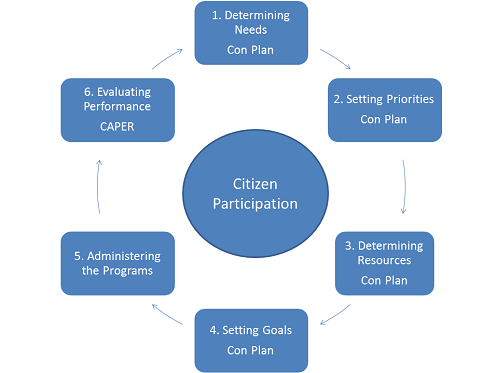 1. Determining
Needs
Con Plan
2. Setting Priorities
Con Plan
3. Determining
Resources
Con Plan
4. Setting Goals
Con Plan
5. Administering
the Programs
6. Evaluating
Performance
CAPER
Citizen
Participation